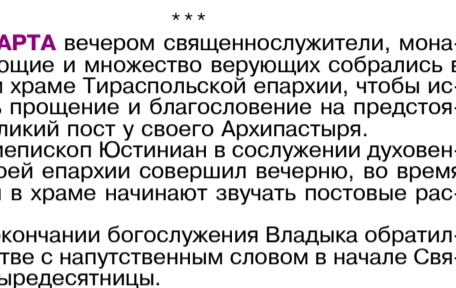 ***
АРТА вечером священнослужители, мона-
ющие и множество верующих собрались в
и храме Тираспольской епархии, чтобы ис-
ь прощение и благословение на предстоя-
ликий пост у своего Архипастыря.
иепископ Юстиниан в сослужении духовен-
оей епархии совершил вечерню, во время
й в храме начинают звучать постовые рас-
окончании богослужения Владыка обратил-
тве с напутственным словом в начале Свя-
ыредесятницы.